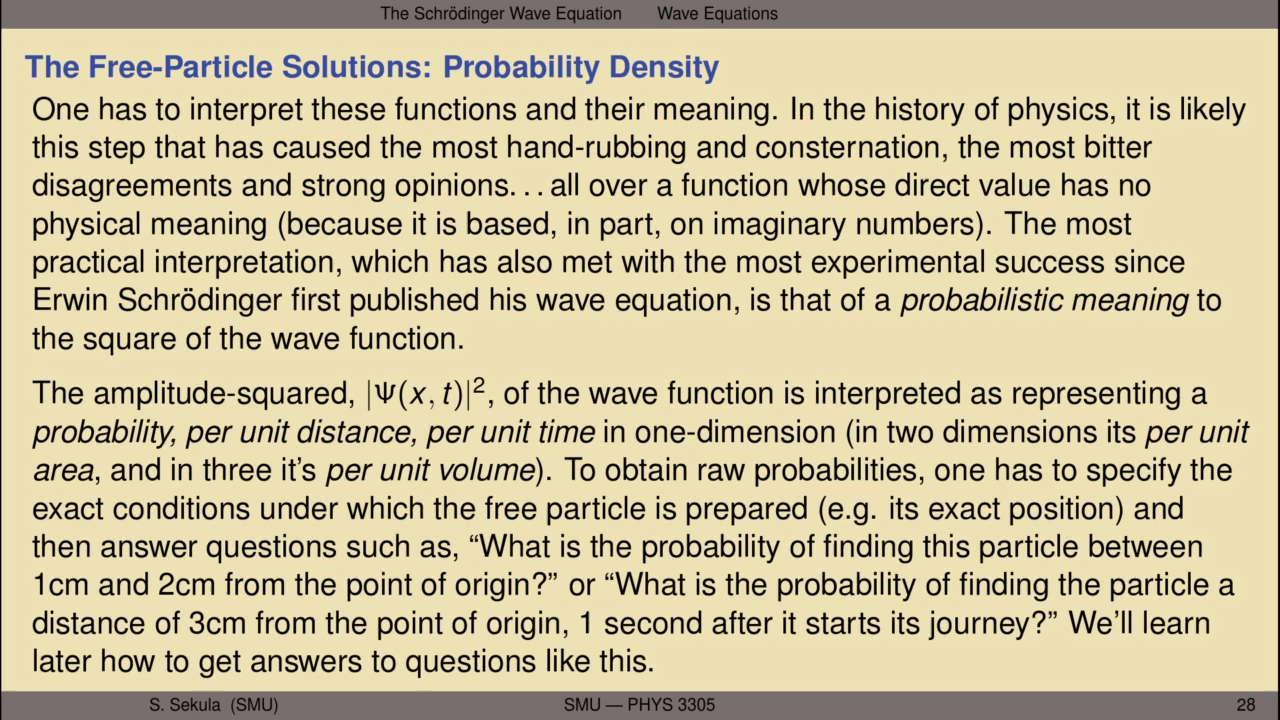 The Schrödinger Wave Equation Wave Equations
The Free-Particle Solutions: Probability Density
One has to interpret these functions and their meaning. In the history of physics, it is likely
this step that has caused the most hand-rubbing and consternation, the most bitter
disagreements and strong opinions. . . all over a function whose direct value has no
physical meaning (because it is based, in part, on imaginary numbers). The most
practical interpretation, which has also met with the most experimental success since
Erwin Schrödinger first published his wave equation, is that of a probabilistic meaning to
the square of the wave function.
The amplitude-squared, |Ψ(x, t)|², of the wave function is interpreted as representing a
probability, per unit distance, per unit time in one-dimension (in two dimensions its per unit
area, and in three it's per unit volume). To obtain raw probabilities, one has to specify the
exact conditions under which the free particle is prepared (e.g. its exact position) and
then answer questions such as, “What is the probability of finding this particle between
1cm and 2cm from the point of origin?” or “What is the probability of finding the particle a
distance of 3cm from the point of origin, 1 second after it starts its journey?” We'll learn
later how to get answers to questions like this.
S. Sekula (SMU) SMU — PHYS 3305 28